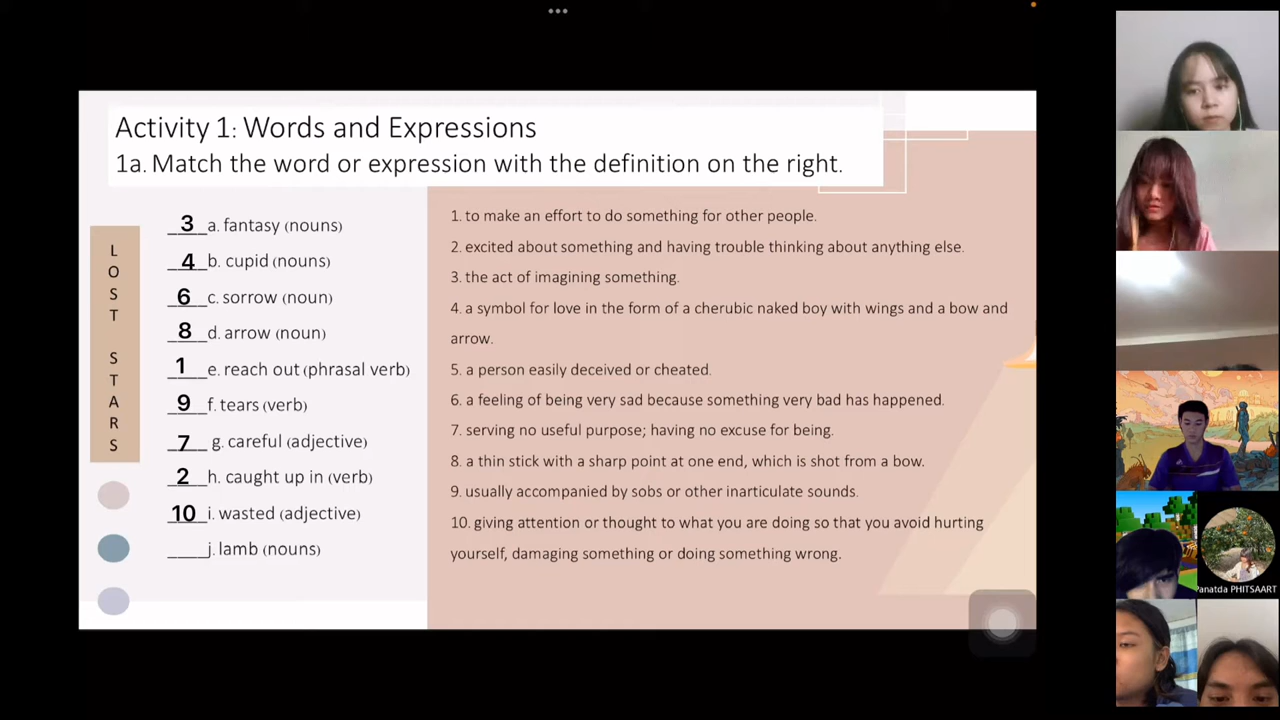 Activity 1: Words and Expressions
1a. Match the word or expression with the definition on the right.
LOST STARS
3 a. fantasy (nouns)
4 b. cupid (nouns)
6 c. sorrow (noun)
8 d. arrow (noun)
1 e. reach out (phrasal verb)
9 f. tears (verb)
7 g. careful (adjective)
2 h. caught up in (verb)
10 i. wasted (adjective)
____j. lamb (nouns)
1. to make an effort to do something for other people.
2. excited about something and having trouble thinking about anything else.
3. the act of imagining something.
4. a symbol for love in the form of a cherubic naked boy with wings and a bow and
arrow.
5. a person easily deceived or cheated.
6. a feeling of being very sad because something very bad has happened.
7. serving no useful purpose; having no excuse for being.
8. a thin stick with a sharp point at one end, which is shot from a bow.
9. usually accompanied by sobs or other inarticulate sounds.
10. giving attention or thought to what you are doing so that you avoid hurting
yourself, damaging something or doing something wrong.
Panatda PHITSAART